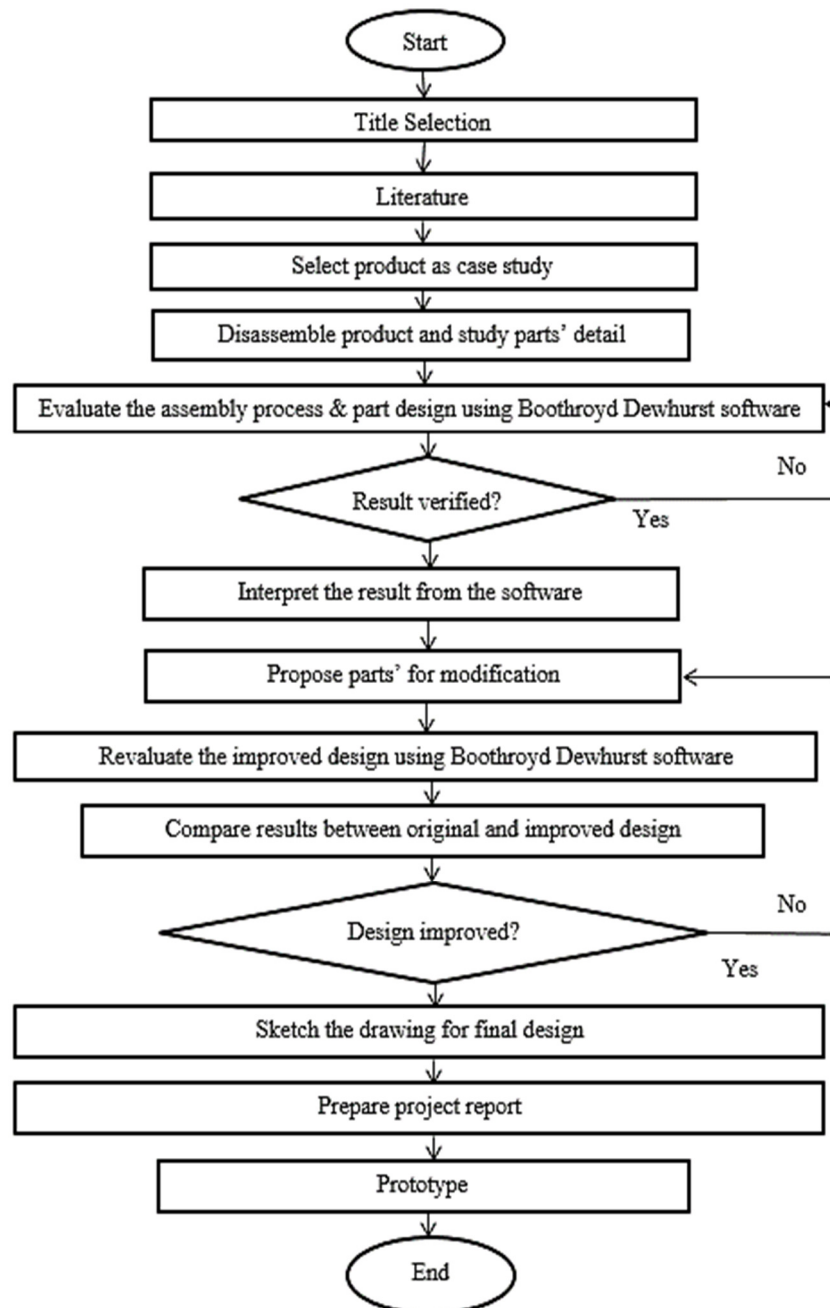 Start
Title Selection
Literature
Select product as case study
Disassemble product and study parts’ detail
Evaluate the assembly process & part design using Boothroyd Dewhurst software
No
Result verified?
Yes
Interpret the result from the software
Propose parts’ for modification
Revaluate the improved design using Boothroyd Dewhurst software
Compare results between original and improved design
No
Design improved?
Yes
Sketch the drawing for final design
Prepare project report
Prototype
End